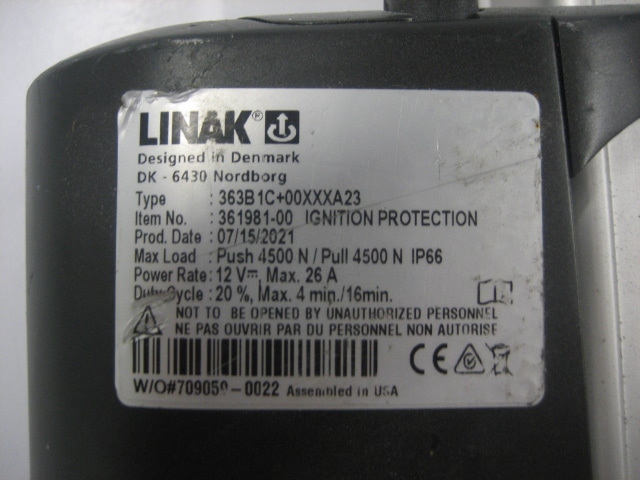 LINAK®
Designed in Denmark
DK - 6430 Nordborg
Type : 363B1C+00XXXA23
Item No. : 361981-00 IGNITION PROTECTION
Prod. Date : 07/15/2021
Max Load : Push 4500 N / Pull 4500 N IP66
Power Rate : 12 V⎓, Max. 26 A
Duty Cycle : 20 %, Max. 4 min./16min.
NOT TO BE OPENED BY UNAUTHORIZED PERSONNEL
NE PAS OUVRIR PAR DU PERSONNEL NON AUTORISE
CE
W/O#709059-0022 Assembled in USA